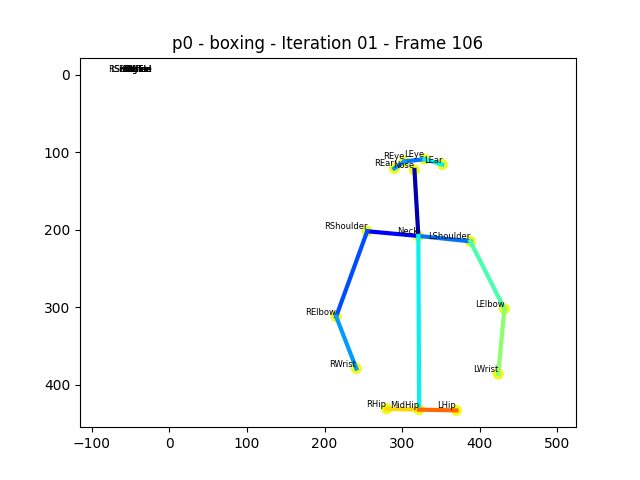 p0 - boxing - Iteration 01 - Frame 106
0
REye LEye
REar Nose LEar
100
RShoulder Neck LShoulder
200
RElbow LElbow
300
RWrist LWrist
RHip MidHip LHip
400
−100 0 100 200 300 400 500